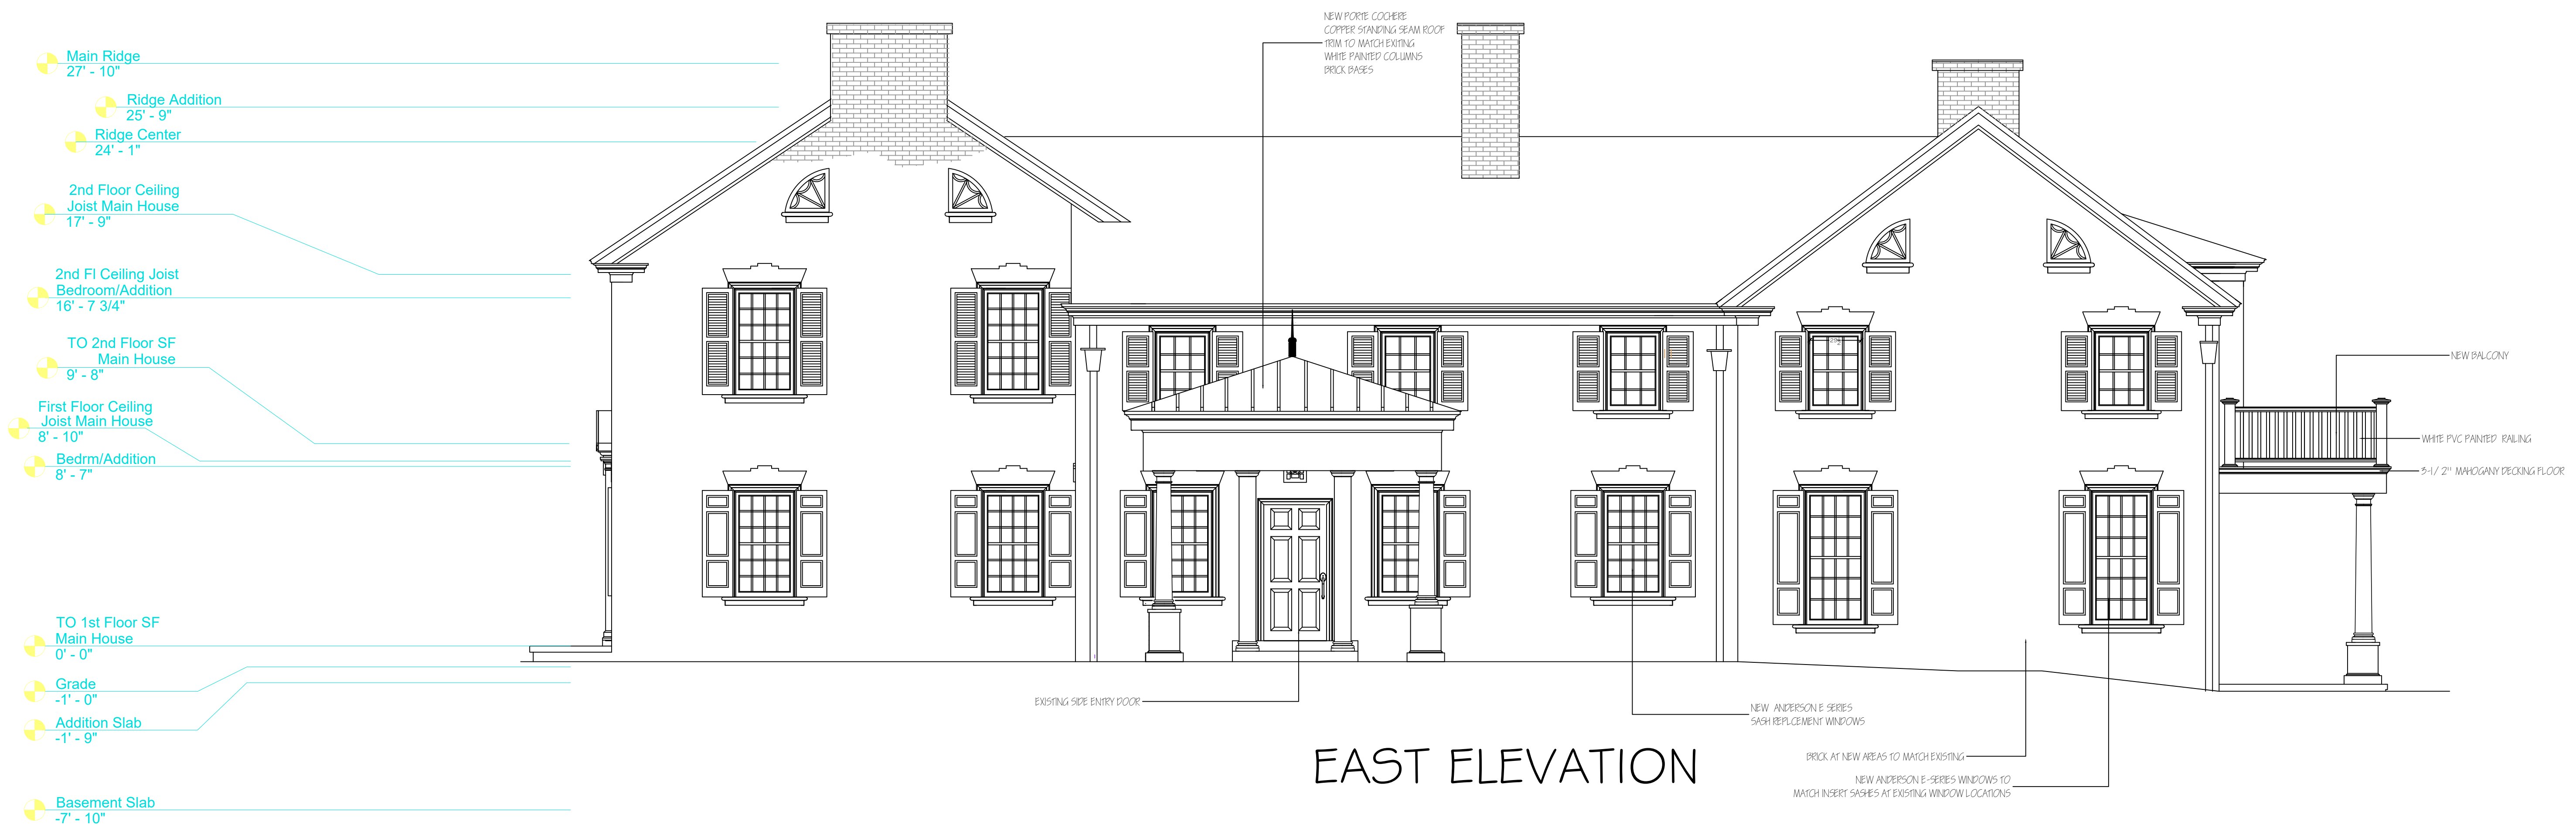 Main Ridge
27' - 10"
Ridge Addition
25' - 9"
Ridge Center
24' - 1"
2nd Floor Ceiling
Joist Main House
17' - 9"
2nd Fl Ceiling Joist
Bedroom/Addition
16' - 7 3/4"
TO 2nd Floor SF
Main House
9' - 8"
First Floor Ceiling
Joist Main House
8' - 10"
Bedrm/Addition
8' - 7"
TO 1st Floor SF
Main House
0' - 0"
Grade
-1' - 0"
Addition Slab
-1' - 9"
Basement Slab
-7' - 10"
NEW PORTE COCHERE
COPPER STANDING SEAM ROOF
TRIM TO MATCH EXITING
WHITE PAINTED COLUMNS
BRICK BASES
NEW BALCONY
WHITE PVC PAINTED RAILING
3-1/2" MAHOGANY DECKING FLOOR
EXISTING SIDE ENTRY DOOR
NEW ANDERSON E SERIES
SASH REPLCEMENT WINDOWS
BRICK AT NEW AREAS TO MATCH EXISTING
NEW ANDERSON E-SERIES WINDOWS TO
MATCH INSERT SASHES AT EXISTING WINDOW LOCATIONS
EAST ELEVATION